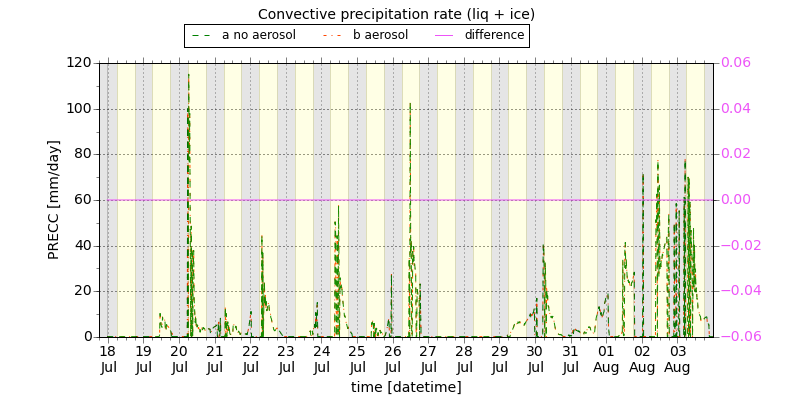 Convective precipitation rate (liq + ice)
a no aerosol b aerosol difference
120 0.06
100 0.04
80 0.02
60 0.00
40 −0.02
20 −0.04
0 −0.06
PRECC [mm/day]
18 19 20 21 22 23 24 25 26 27 28 29 30 31 01 02 03
Jul Jul Jul Jul Jul Jul Jul Jul Jul Jul Jul Jul Jul Jul Aug Aug Aug
time [datetime]